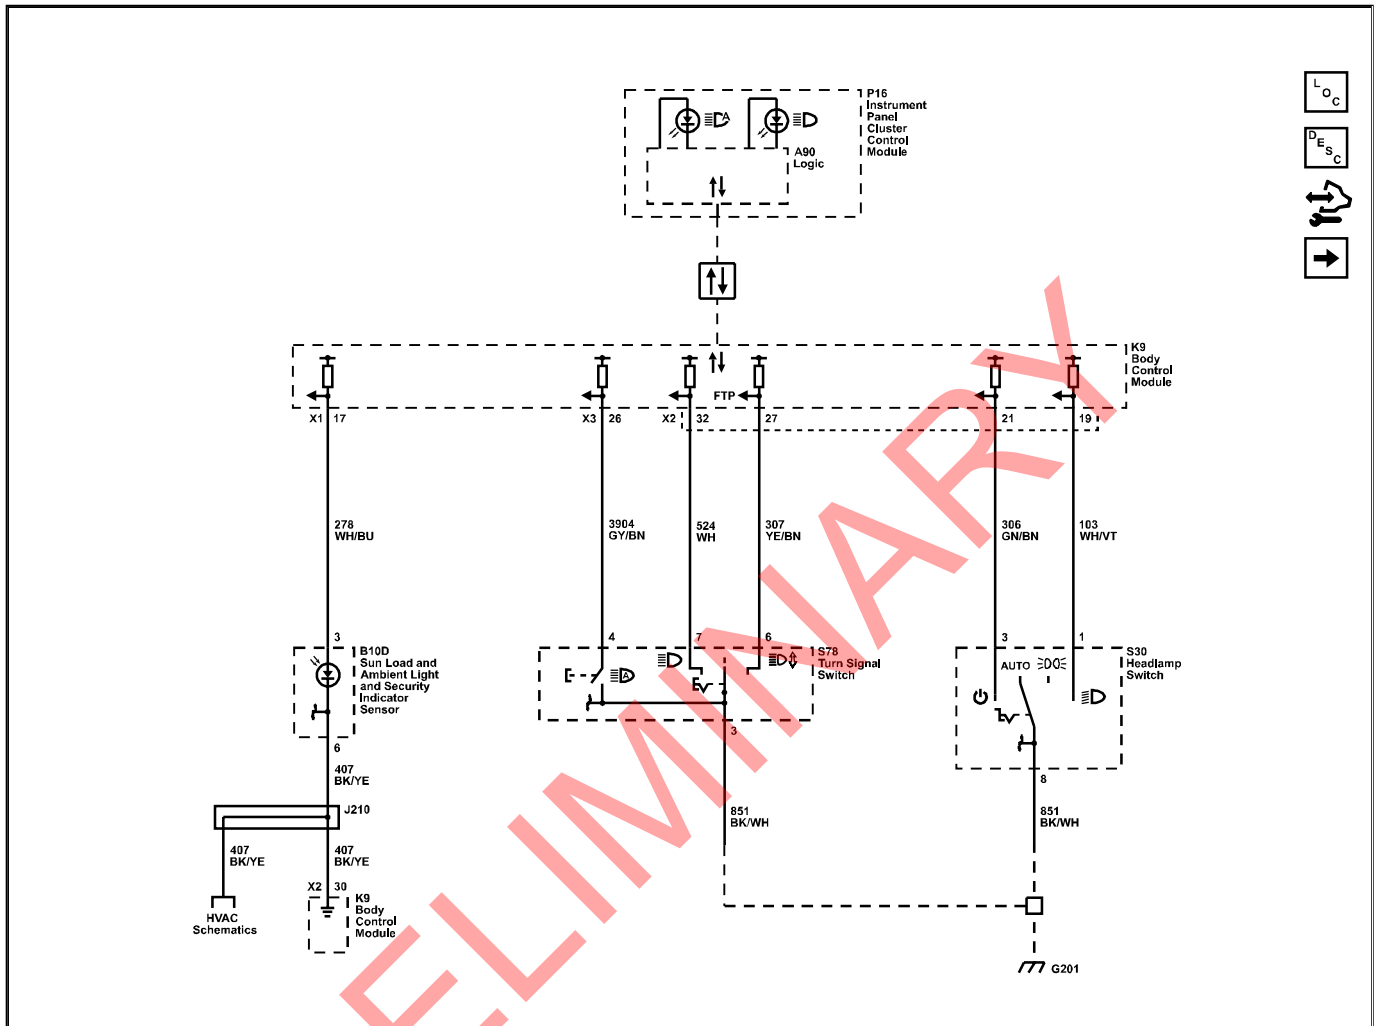 L O C
D E S C
P16
Instrument
Panel
Cluster
Control
Module
A
A90
Logic
K9
Body
Control
Module
FTP
X1 17
X3 26
X2 32
27
21
19
278
WH/BU
3904
GY/BN
524
WH
307
YE/BN
306
GN/BN
103
WH/VT
3
4
7
6
3
1
B10D
Sun Load and
Ambient Light
and Security
Indicator
Sensor
A
S78
Turn Signal
Switch
AUTO
S30
Headlamp
Switch
6
3
8
407
BK/YE
J210
851
BK/WH
851
BK/WH
407
BK/YE
407
BK/YE
X2 30
K9
Body
Control
Module
HVAC
Schematics
G201
ELIMINARY